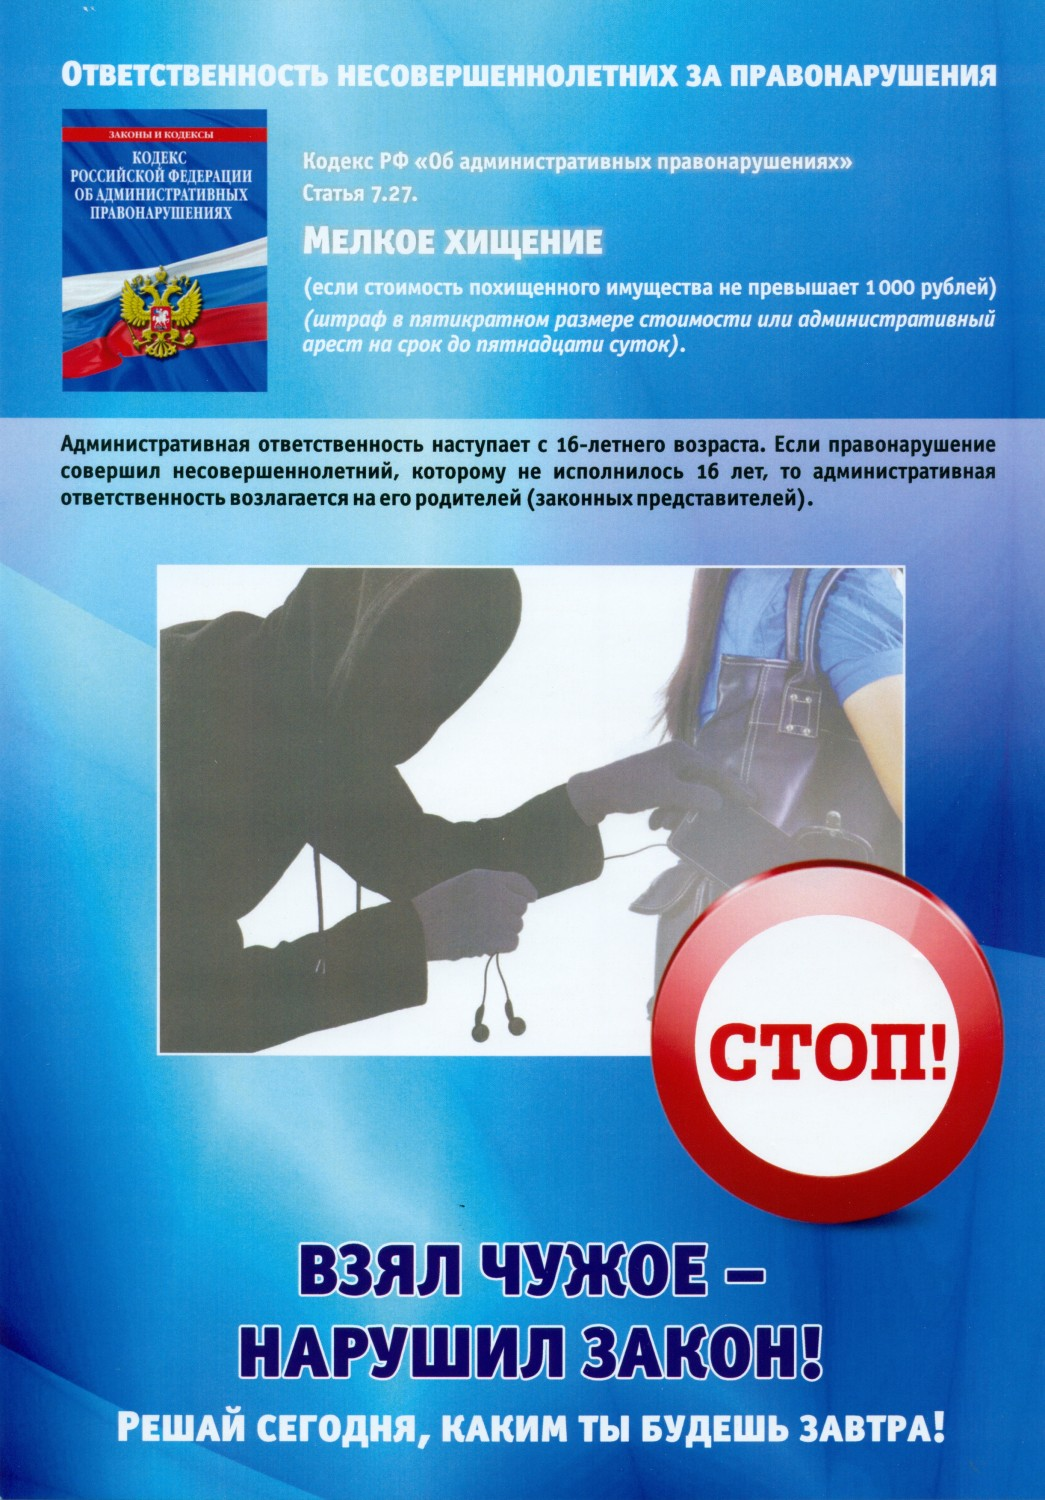 Ответственность несовершеннолетних за правонарушения
ЗАКОНЫ И КОДЕКСЫ
КОДЕКС
РОССИЙСКОЙ ФЕДЕРАЦИИ
ОБ АДМИНИСТРАТИВНЫХ
ПРАВОНАРУШЕНИЯХ
Кодекс РФ «Об административных правонарушениях»
Статья 7.27.
Мелкое хищение
(если стоимость похищенного имущества не превышает 1000 рублей)
(штраф в пятикратном размере стоимости или административный
арест на срок до пятнадцати суток).
Административная ответственность наступает с 16-летнего возраста. Если правонарушение
совершил несовершеннолетний, которому не исполнилось 16 лет, то административная
ответственность возлагается на его родителей (законных представителей).
СТОП!
ВЗЯЛ ЧУЖОЕ –
НАРУШИЛ ЗАКОН!
Решай сегодня, каким ты будешь завтра!